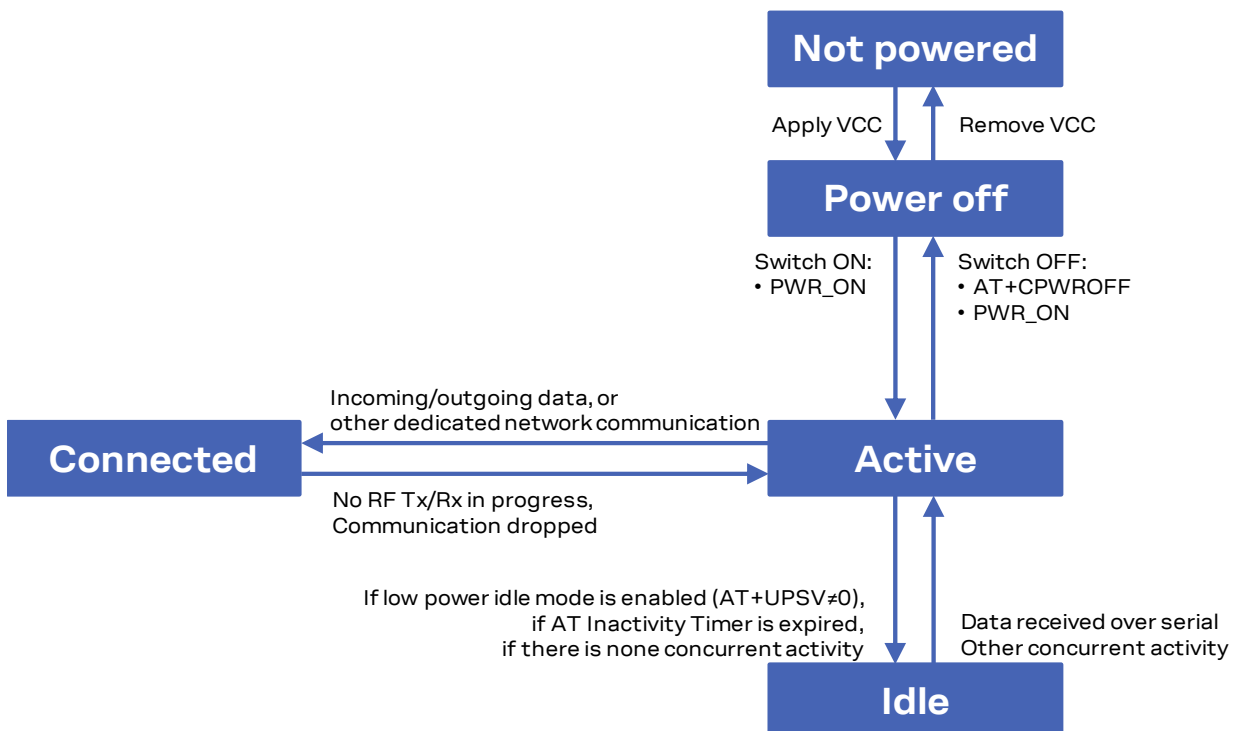 Not powered
Apply VCC
Remove VCC
Power off
Switch ON:
• PWR_ON
Switch OFF:
• AT+CPWROFF
• PWR_ON
Incoming/outgoing data, or
other dedicated network communication
Connected
Active
No RF Tx/Rx in progress,
Communication dropped
If low power idle mode is enabled (AT+UPSV≠0),
if AT Inactivity Timer is expired,
if there is none concurrent activity
Data received over serial
Other concurrent activity
Idle